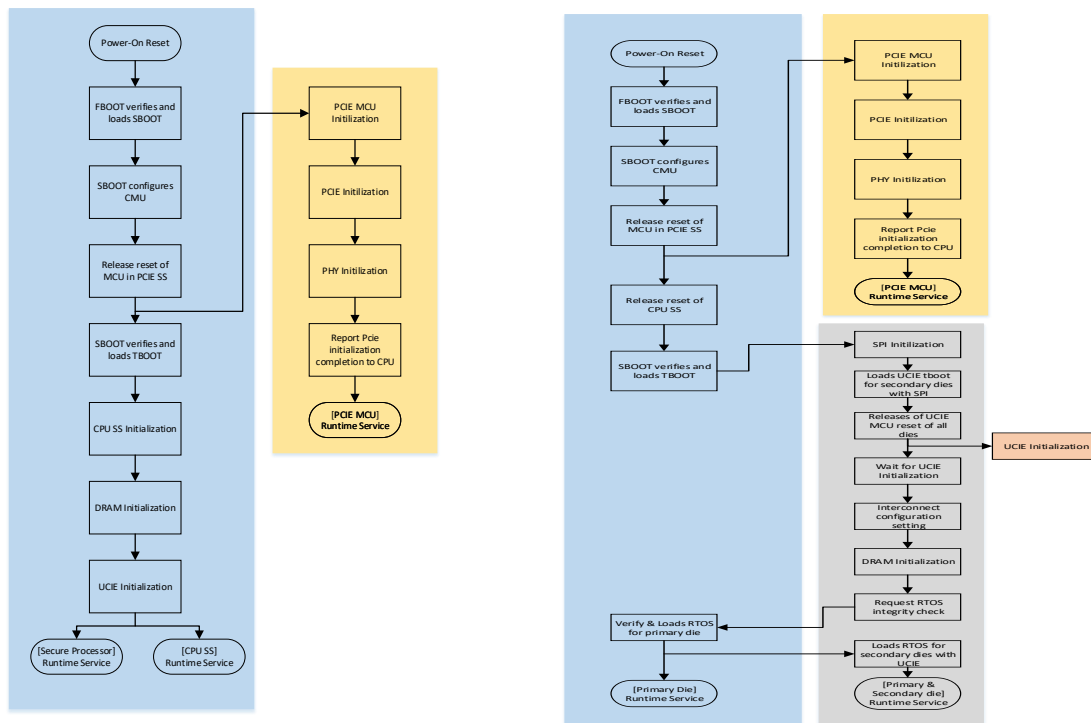 Power-On Reset
FBOOT verifies and
loads SBOOT
SBOOT configures
CMU
Release reset of
MCU in PCIE SS
SBOOT verifies and
loads TBOOT
CPU SS Initialization
DRAM Initialization
UCIE Initialization
[Secure Processor]
Runtime Service
[CPU SS]
Runtime Service
PCIE MCU
Initilization
PCIE Initilization
PHY Initilization
Report Pcie
initialization
completion to CPU
[PCIE MCU]
Runtime Service
Power-On Reset
FBOOT verifies and
loads SBOOT
SBOOT configures
CMU
Release reset of
MCU in PCIE SS
Release reset of
CPU SS
SBOOT verifies and
loads TBOOT
Verify & Loads RTOS
for primary die
[Primary Die]
Runtime Service
PCIE MCU
Initilization
PCIE Initilization
PHY Initilization
Report Pcie
initialization
completion to CPU
[PCIE MCU]
Runtime Service
SPI Initilization
Loads UCIE tboot
for secondary dies
with SPI
Releases of UCIE
MCU reset of all
dies
Wait for UCIE
Initialization
Interconnect
configuration
setting
DRAM Initialization
Request RTOS
integrity check
Loads RTOS for
secondary dies with
UCIE
[Primary &
Secondary die]
Runtime Service
UCIE Initialization